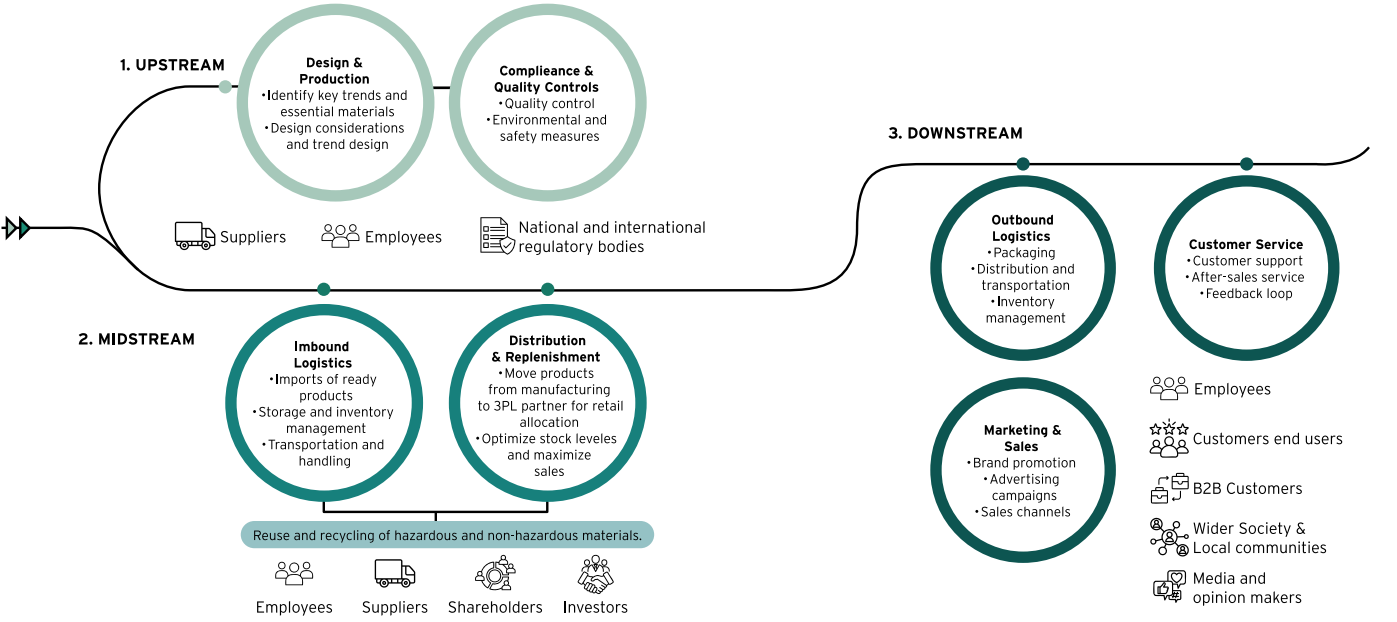 1. UPSTREAM
Design &
Production
•Identify key trends and
essential materials
•Design considerations
and trend design
Complieance &
Quality Controls
•Quality control
•Environmental and
safety measures
Suppliers
Employees
National and international
regulatory bodies
2. MIDSTREAM
Imbound
Logistics
•Imports of ready
products
•Storage and inventory
management
•Transportation and
handling
Distribution
& Replenishment
•Move products
from manufacturing
to 3PL partner for retail
allocation
•Optimize stock leveles
and maximize
sales
Reuse and recycling of hazardous and non-hazardous materials.
Employees
Suppliers
Shareholders
Investors
3. DOWNSTREAM
Outbound
Logistics
•Packaging
•Distribution and
transportation
•Inventory
management
Customer Service
•Customer support
•After-sales service
•Feedback loop
Marketing &
Sales
•Brand promotion
•Advertising
campaigns
•Sales channels
Employees
Customers end users
B2B Customers
Wider Society &
Local communities
Media and
opinion makers